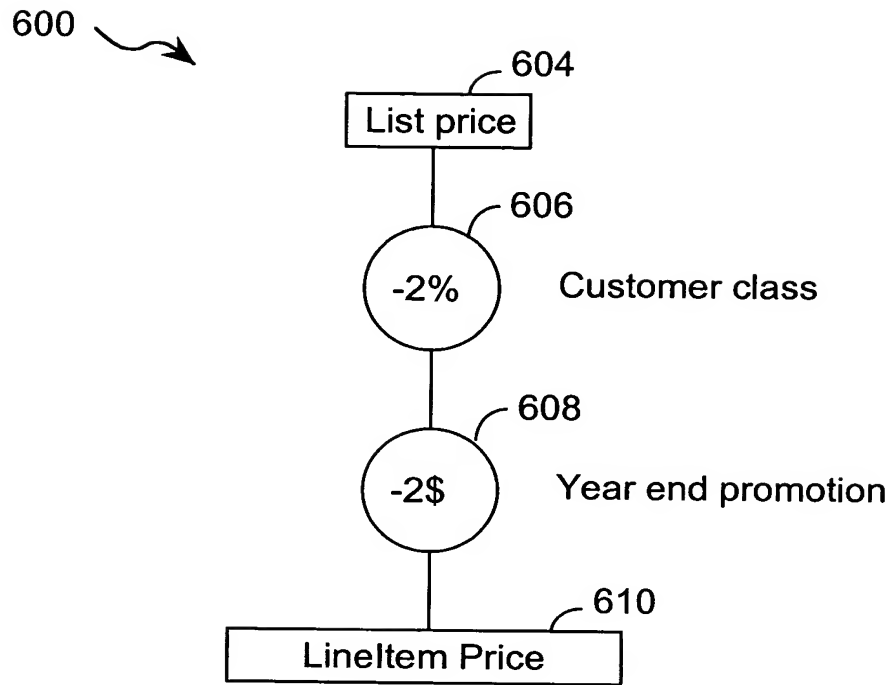 600
604
List price
606
-2%
Customer class
608
-2$
Year end promotion
610
LineItem Price